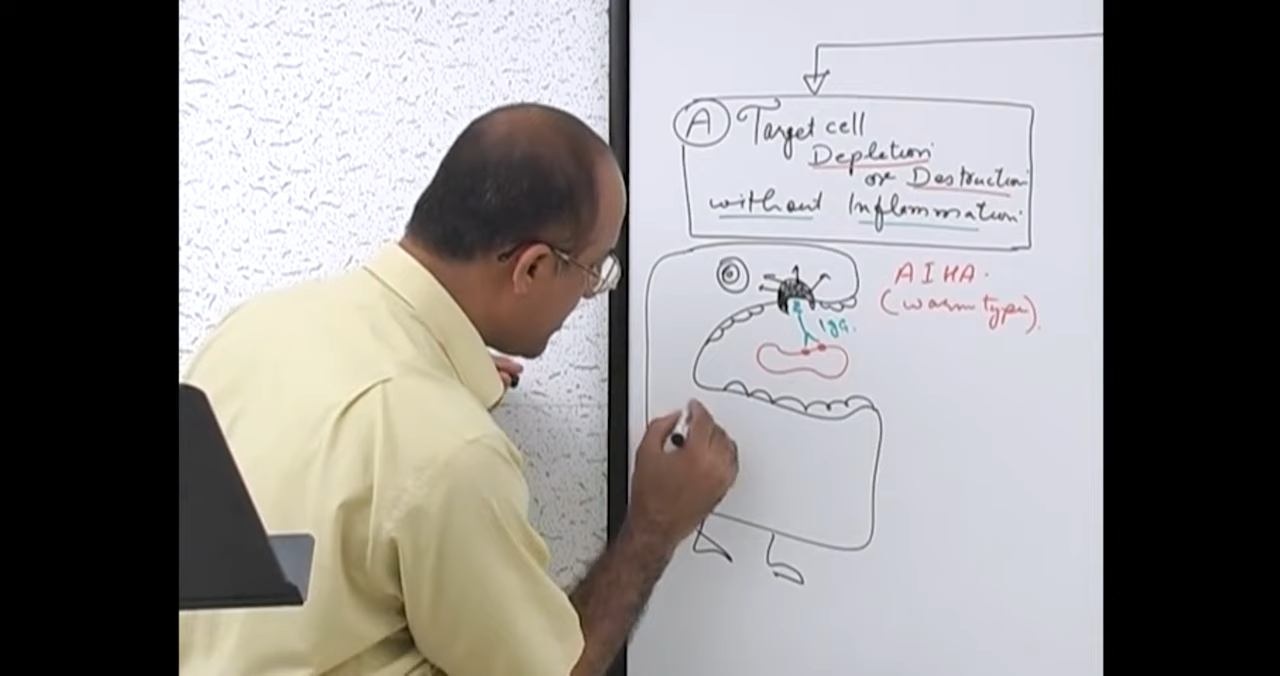 A Target cell
Depletion
or Destruction
without Inflammation.
AIHA.
(warm type).
IgG.